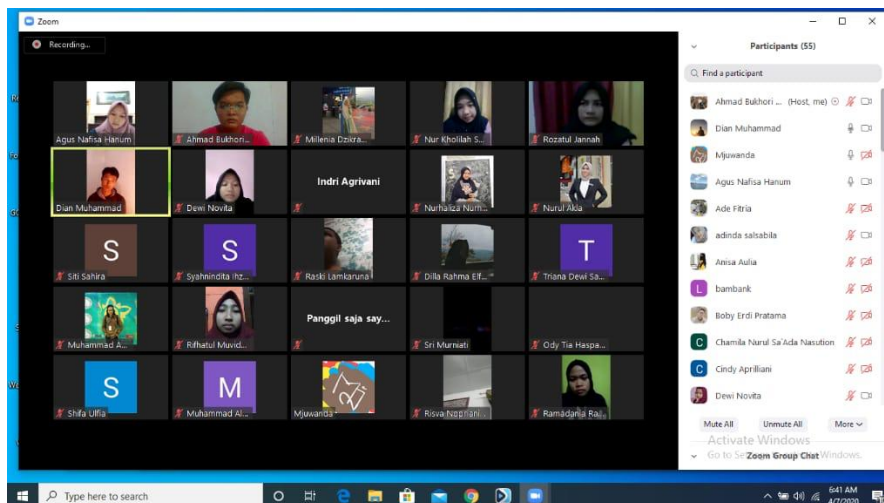 Zoom
Recording...
Agus Nafisa Hanum
Ahmad Bukhori...
Millenia Dzikra...
Nur Kholilah S...
Rozatul Jannah
Dian Muhammad
Dewi Novita
Indri Agrivani
Nurhaliza Nurh...
Nurul Akla
S
Siti Sahira
S
Syahnindita Ihz...
Raski Lamkaruna
Dilla Rahma Elf...
T
Triana Dewi Sa...
Muhammad A...
Rifhatul Muvid...
Panggil saja say...
Sri Murniati
Ody Tia Haspa...
S
Shifa Ulfia
M
Muhammad Al...
Mjuwanda
Risva Nopriani...
Ramadania Ra...
Participants (55)
Find a participant
Ahmad Bukhori ... (Host, me)
Dian Muhammad
Mjuwanda
Agus Nafisa Hanum
Ade Fitria
adinda salsabila
Anisa Aulia
L bambank
Boby Erdi Pratama
C Chamila Nurul Sa'Ada Nasution
C Cindy Aprilliani
Dewi Novita
Mute All Unmute All More
Activate Windows
Zoom Group Chat
Type here to search
6:41 AM
4/7/2020